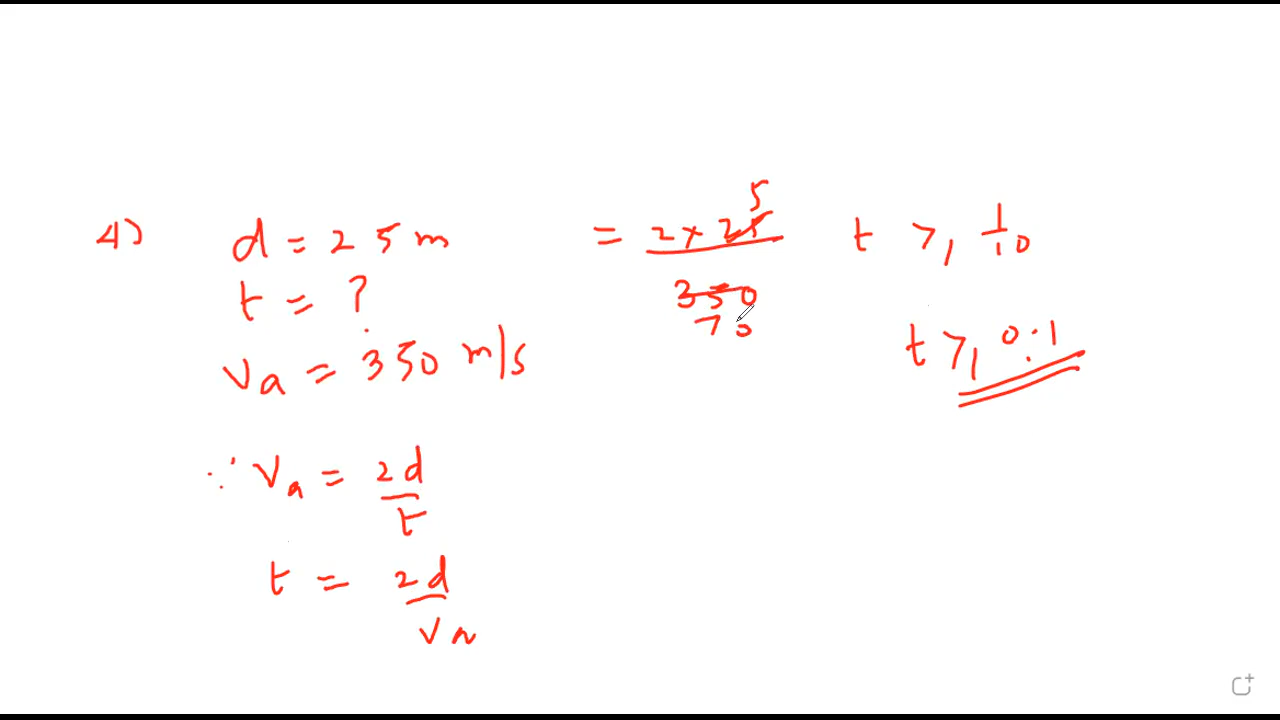 4) d = 25 m
t = ?
Va = 350 m/s
∵ Va = 2d/t
t = 2d/Va
= 2 × 25/350
5
70
t ⩾ 1/10
t ⩾ 0.1